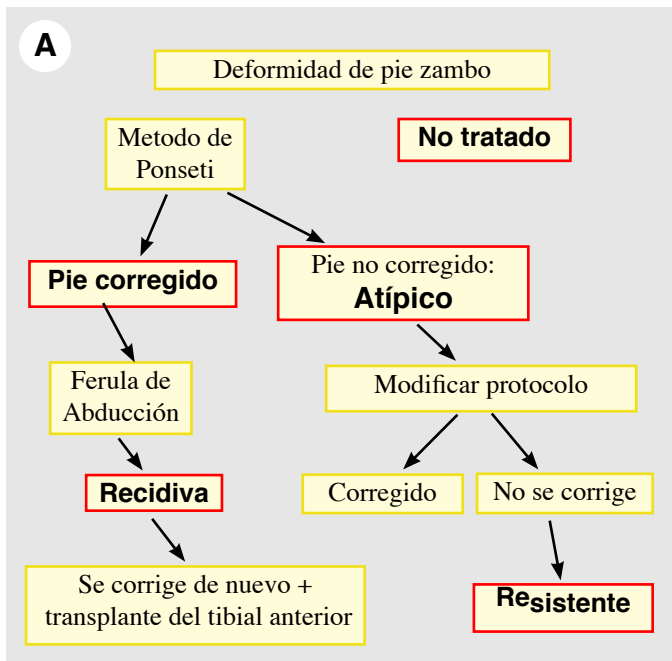 A
Deformidad de pie zambo
Metodo de
Ponseti
No tratado
Pie corregido
Pie no corregido:
Atípico
Ferula de
Abducción
Modificar protocolo
Recidiva
Corregido
No se corrige
Se corrige de nuevo +
transplante del tibial anterior
Resistente